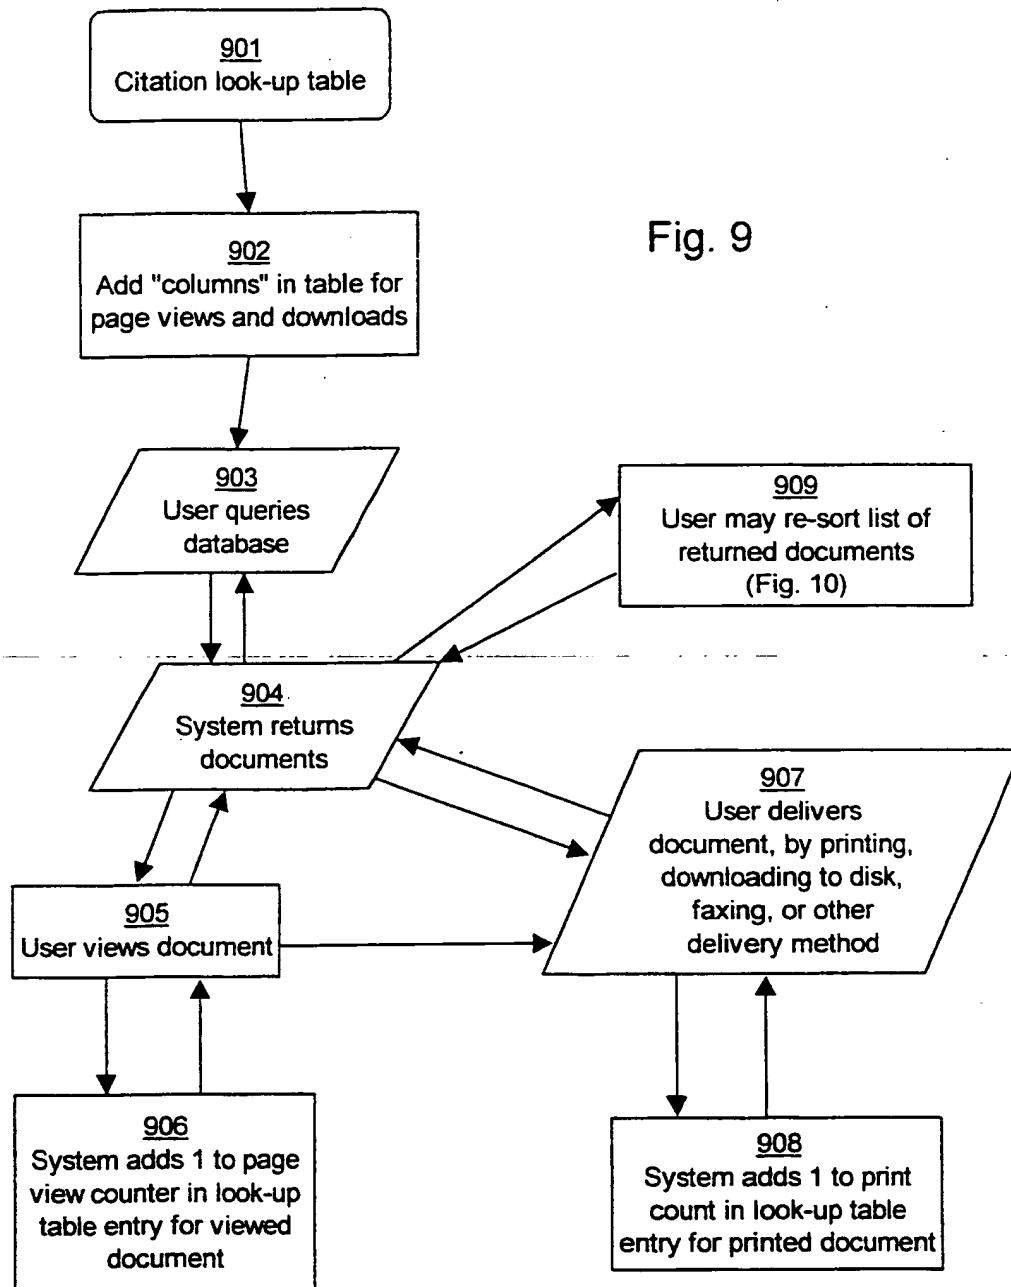 901
Citation look-up table
Fig. 9
902
Add "columns" in table for
page views and downloads
903
User queries
database
909
User may re-sort list of
returned documents
(Fig. 10)
904
System returns
documents
907
User delivers
document, by printing,
downloading to disk,
faxing, or other
delivery method
905
User views document
906
System adds 1 to page
view counter in look-up
table entry for viewed
document
908
System adds 1 to print
count in look-up table
entry for printed document